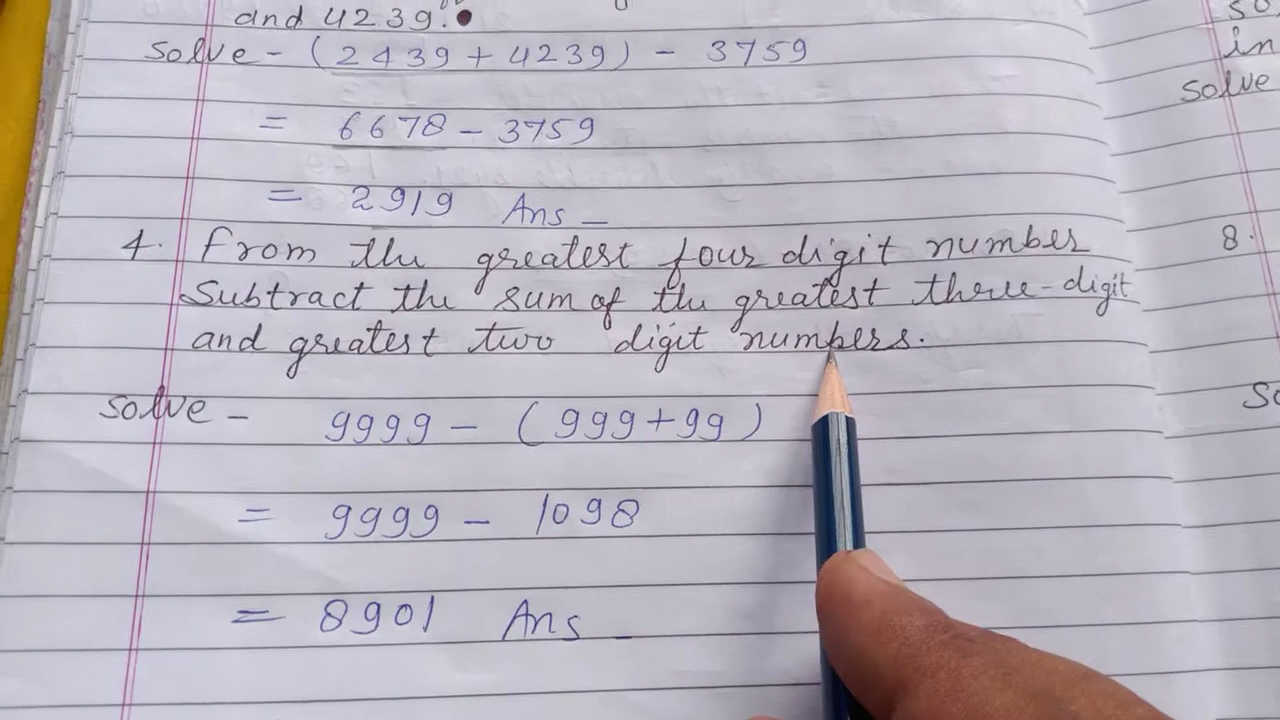 and 4239.
Solve - (2439 + 4239) - 3759
= 6678 - 3759
= 2919 Ans -
4. From the greatest four digit number
Subtract the sum of the greatest three-digit
and greatest two digit numbers.
Solve - 9999 - (999+99)
= 9999 - 1098
= 8901 Ans -
in
Solve
8.